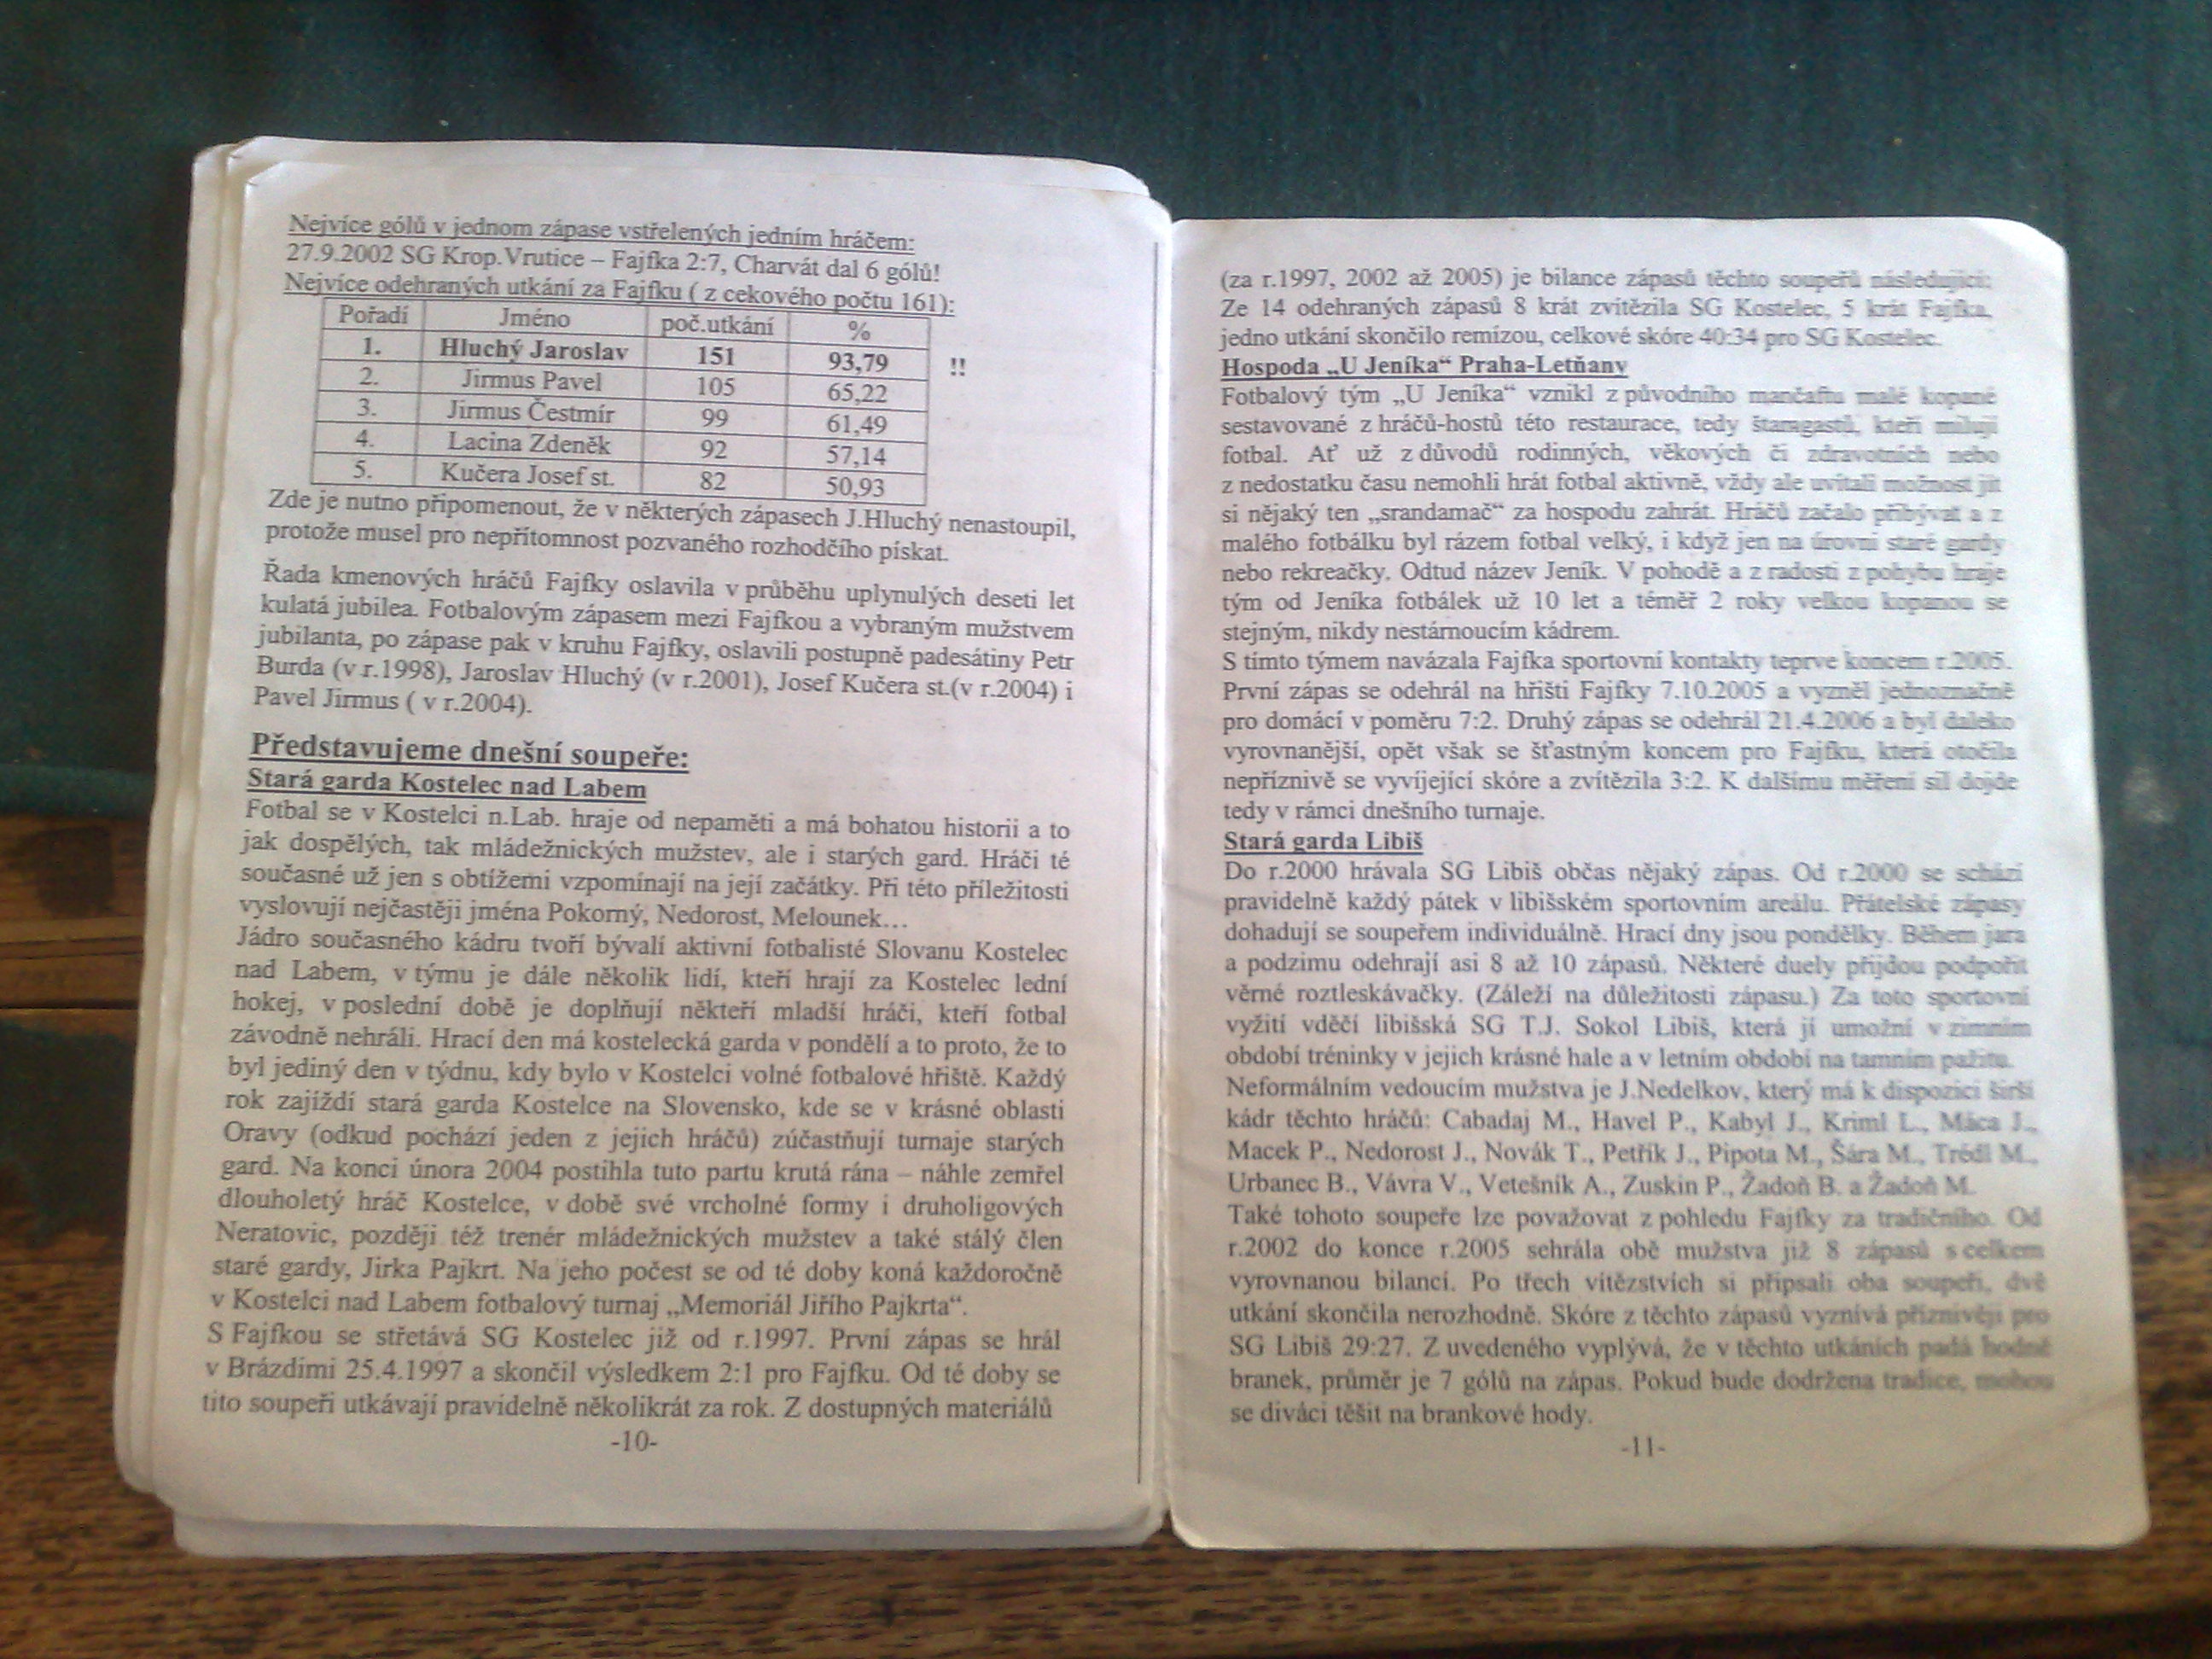 Nejvíce gólů v jednom zápase vstřelených jedním hráčem:
27.9.2002 SG Krop.Vrutice – Fajfka 2:7, Charvát dal 6 gólů!
Nejvíce odehraných utkání za Fajfku ( z cekového počtu 161):
Pořadí Jméno poč.utkání %
1. Hluchý Jaroslav 151 93,79 !!
2. Jirmus Pavel 105 65,22
3. Jirmus Čestmír 99 61,49
4. Lacina Zdeněk 92 57,14
5. Kučera Josef st. 82 50,93
Zde je nutno připomenout, že v některých zápasech J.Hluchý nenastoupil,
protože musel pro nepřítomnost pozvaného rozhodčího pískat.
Řada kmenových hráčů Fajfky oslavila v průběhu uplynulých deseti let
kulatá jubilea. Fotbalovým zápasem mezi Fajfkou a vybraným mužstvem
jubilanta, po zápase pak v kruhu Fajfky, oslavili postupně padesátiny Petr
Burda (v r.1998), Jaroslav Hluchý (v r.2001), Josef Kučera st.(v r.2004) i
Pavel Jirmus ( v r.2004).
Představujeme dnešní soupeře:
Stará garda Kostelec nad Labem
Fotbal se v Kostelci n.Lab. hraje od nepaměti a má bohatou historii a to
jak dospělých, tak mládežnických mužstev, ale i starých gard. Hráči té
současné už jen s obtížemi vzpomínají na její začátky. Při této příležitosti
vyslovují nejčastěji jména Pokorný, Nedorost, Melounek…
Jádro současného kádru tvoří bývalí aktivní fotbalisté Slovanu Kostelec
nad Labem, v týmu je dále několik lidí, kteří hrají za Kostelec lední
hokej, v poslední době je doplňují někteří mladší hráči, kteří fotbal
závodně nehráli. Hrací den má kostelecká garda v pondělí a to proto, že to
byl jediný den v týdnu, kdy bylo v Kostelci volné fotbalové hřiště. Každý
rok zajíždí stará garda Kostelce na Slovensko, kde se v krásné oblasti
Oravy (odkud pochází jeden z jejich hráčů) zúčastňují turnaje starých
gard. Na konci února 2004 postihla tuto partu krutá rána – náhle zemřel
dlouholetý hráč Kostelce, v době své vrcholné formy i druholigových
Neratovic, později též trenér mládežnických mužstev a také stálý člen
staré gardy, Jirka Pajkrt. Na jeho počest se od té doby koná každoročně
v Kostelci nad Labem fotbalový turnaj „Memoriál Jiřího Pajkrta“.
S Fajfkou se střetává SG Kostelec již od r.1997. První zápas se hrál
v Brázdimi 25.4.1997 a skončil výsledkem 2:1 pro Fajfku. Od té doby se
tito soupeři utkávají pravidelně několikrát za rok. Z dostupných materiálů
-10-
(za r.1997, 2002 až 2005) je bilance zápasů těchto soupeřů následující:
Ze 14 odehraných zápasů 8 krát zvítězila SG Kostelec, 5 krát Fajfka,
jedno utkání skončilo remízou, celkové skóre 40:34 pro SG Kostelec.
Hospoda „U Jeníka“ Praha-Letňany
Fotbalový tým „U Jeníka“ vznikl z původního mančaftu malé kopané
sestavované z hráčů-hostů této restaurace, tedy štamgastů, kteří milují
fotbal. Ať už z důvodů rodinných, věkových či zdravotních nebo
z nedostatku času nemohli hrát fotbal aktivně, vždy ale uvítali možnost jít
si nějaký ten „srandamač“ za hospodu zahrát. Hráčů začalo přibývat a z
malého fotbálku byl rázem fotbal velký, i když jen na úrovni staré gardy
nebo rekreačky. Odtud název Jeník. V pohodě a z radosti z pohybu hraje
tým od Jeníka fotbálek už 10 let a téměř 2 roky velkou kopanou se
stejným, nikdy nestárnoucím kádrem.
S tímto týmem navázala Fajfka sportovní kontakty teprve koncem r.2005.
První zápas se odehrál na hřišti Fajfky 7.10.2005 a vyzněl jednoznačně
pro domácí v poměru 7:2. Druhý zápas se odehrál 21.4.2006 a byl daleko
vyrovnanější, opět však se šťastným koncem pro Fajfku, která otočila
nepříznivě se vyvíjející skóre a zvítězila 3:2. K dalšímu měření sil dojde
tedy v rámci dnešního turnaje.
Stará garda Libiš
Do r.2000 hrávala SG Libiš občas nějaký zápas. Od r.2000 se schází
pravidelně každý pátek v libišském sportovním areálu. Přátelské zápasy
dohadují se soupeřem individuálně. Hrací dny jsou pondělky. Během jara
a podzimu odehrají asi 8 až 10 zápasů. Některé duely přijdou podpořit
věrné roztleskávačky. (Záleží na důležitosti zápasu.) Za toto sportovní
vyžití vděčí libišská SG T.J. Sokol Libiš, která jí umožní v zimním
období tréninky v jejich krásné hale a v letním období na tamním pažitu.
Neformálním vedoucím mužstva je J.Nedelkov, který má k dispozici širší
kádr těchto hráčů: Cabadaj M., Havel P., Kabyl J., Kriml L., Máca J.,
Macek P., Nedorost J., Novák T., Petřík J., Pipota M., Šára M., Trédl M.,
Urbanec B., Vávra V., Vetešník A., Zuskin P., Žadoň B. a Žadoň M.
Také tohoto soupeře lze považovat z pohledu Fajfky za tradičního. Od
r.2002 do konce r.2005 sehrála obě mužstva již 8 zápasů s celkem
vyrovnanou bilancí. Po třech vítězstvích si připsali oba soupeři, dvě
utkání skončila nerozhodně. Skóre z těchto zápasů vyznívá příznivěji pro
SG Libiš 29:27. Z uvedeného vyplývá, že v těchto utkáních padá hodně
branek, průměr je 7 gólů na zápas. Pokud bude dodržena tradice, mohou
se diváci těšit na brankové hody.
-11-